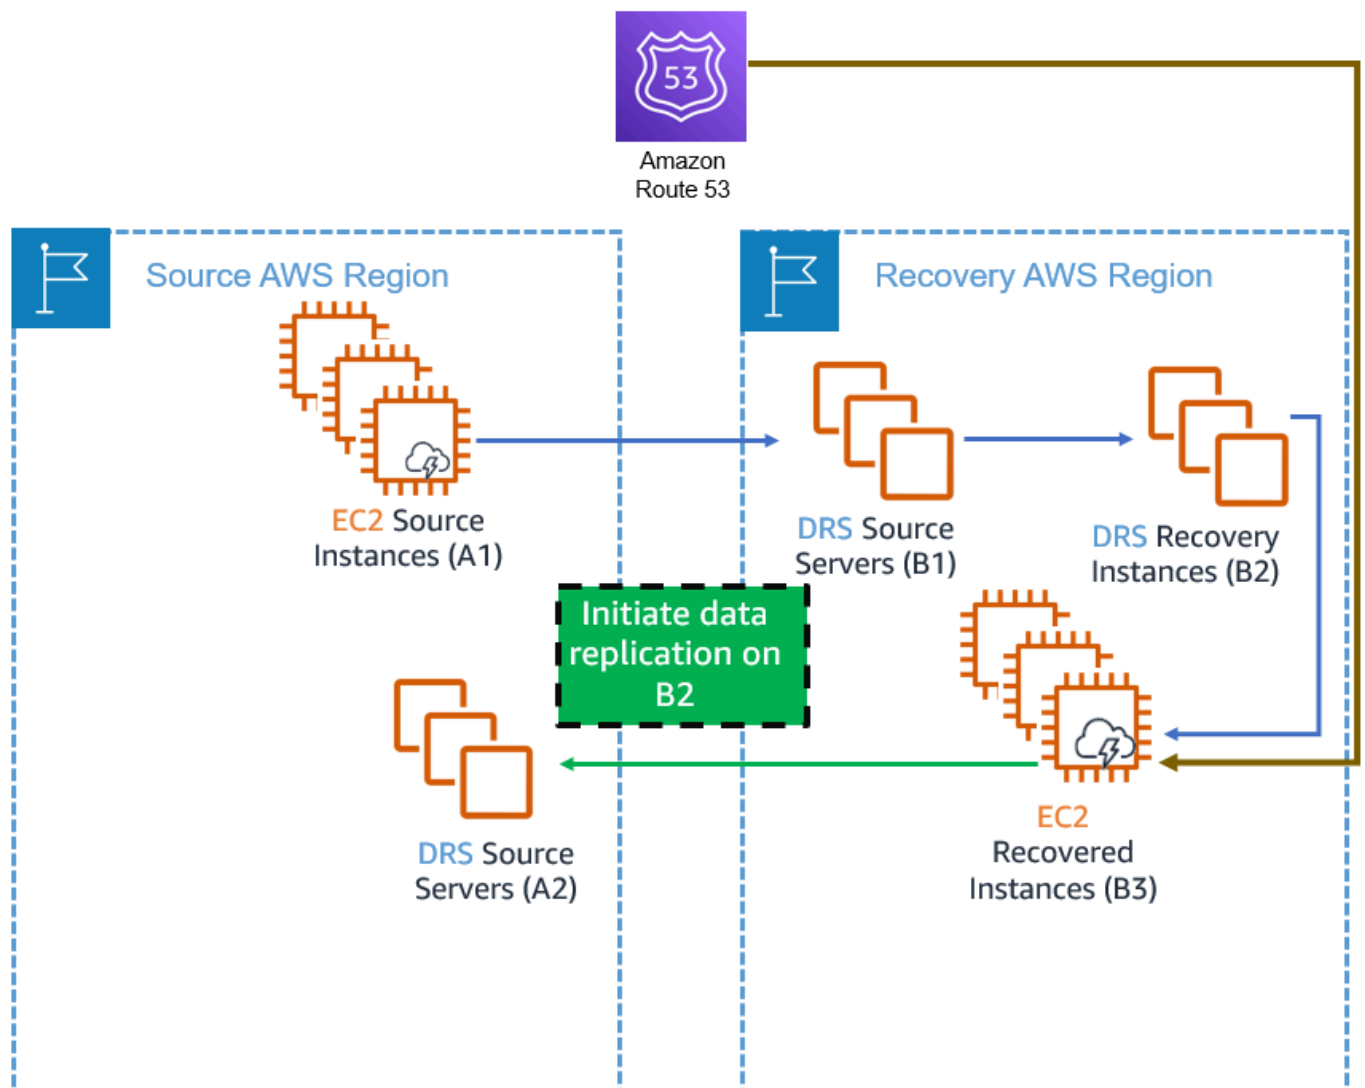 53
Amazon
Route 53
Source AWS Region
Recovery AWS Region
EC2 Source
Instances (A1)
DRS Source
Servers (B1)
DRS Recovery
Instances (B2)
Initiate data
replication on
B2
DRS Source
Servers (A2)
EC2
Recovered
Instances (B3)